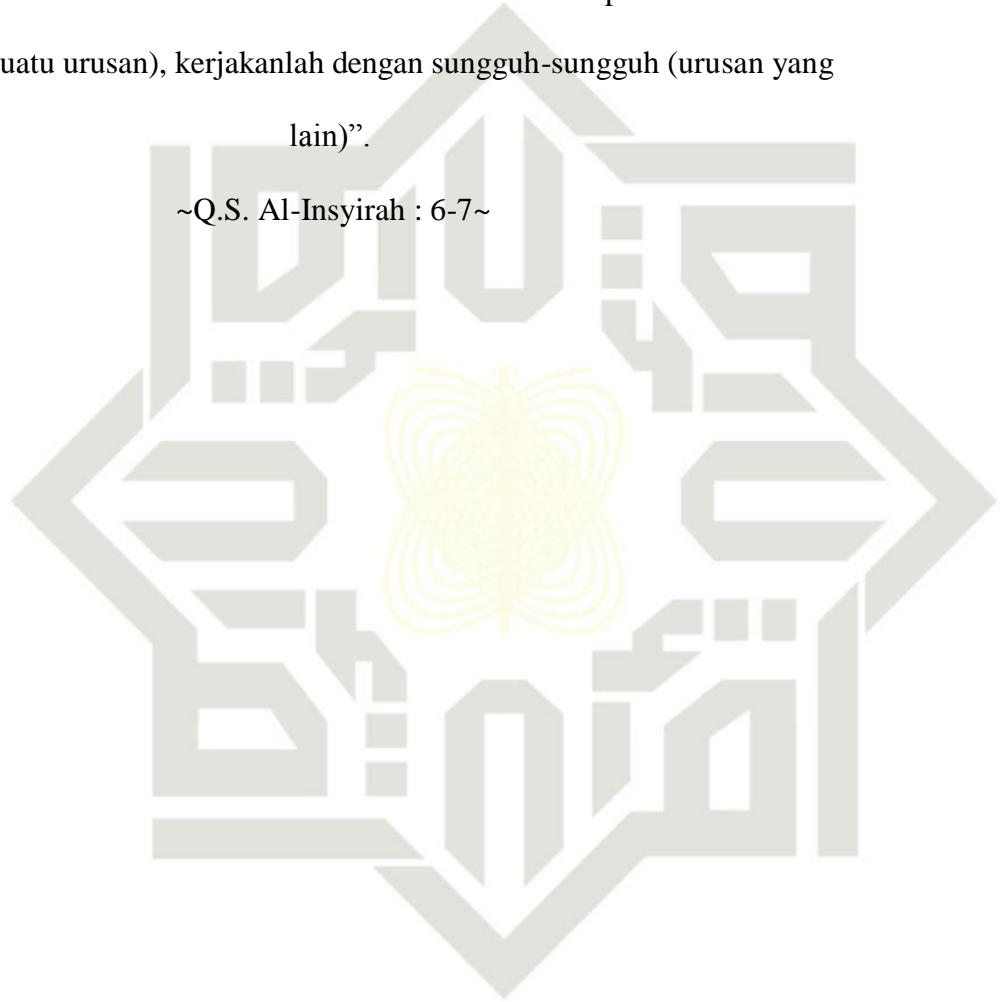 uatu urusan), kerjakanlah dengan sungguh-sungguh (urusan yang
lain)”.
~Q.S. Al-Insyirah : 6-7~